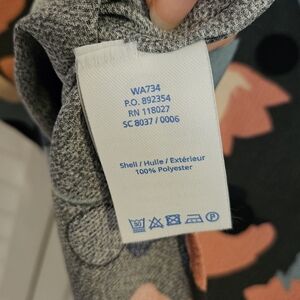 WA734
P.O. 892354
RN 118027
SC 8037 / 0006
Shell / Hulle / Extérieur
100% Polyester